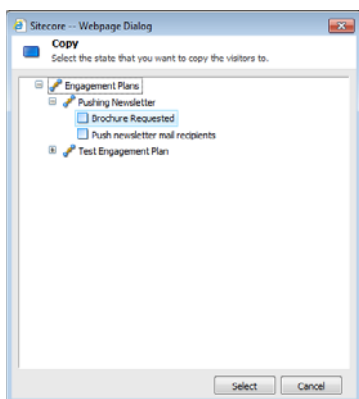 Sitecore -- Webpage Dialog
Copy
Select the state that you want to copy the visitors to.
Engagement Plans
Pushing Newsletter
Brochure Requested
Push newsletter mail recipients
Test Engagement Plan
Select Cancel